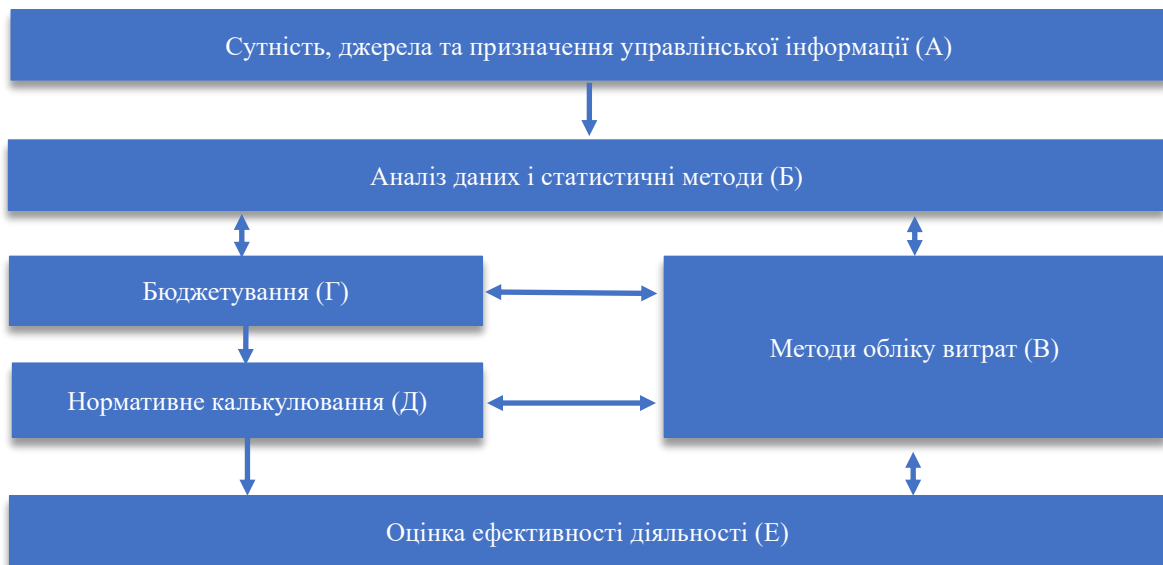 Сутність, джерела та призначення управлінської інформації (А)
Аналіз даних і статистичні методи (Б)
Бюджетування (Г)
Методи обліку витрат (В)
Нормативне калькулювання (Д)
Оцінка ефективності діяльності (Е)